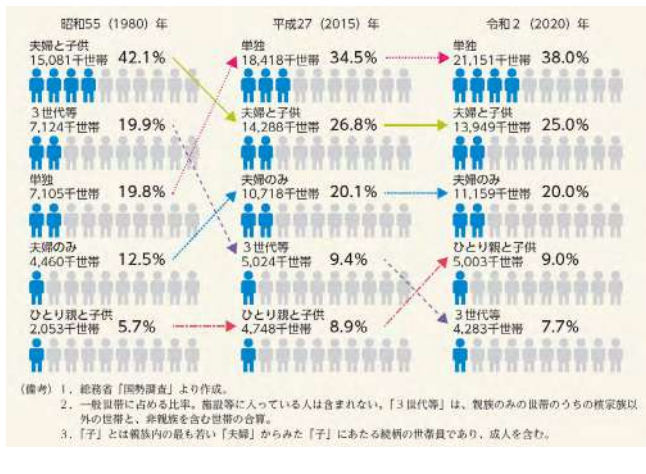 昭和55（1980）年
平成27（2015）年
令和2（2020）年
夫婦と子供
15,081千世帯 42.1%
3世代等
7,124千世帯 19.9%
単独
7,105千世帯 19.8%
夫婦のみ
4,460千世帯 12.5%
ひとり親と子供
2,053千世帯 5.7%
単独
18,418千世帯 34.5%
夫婦と子供
14,288千世帯 26.8%
夫婦のみ
10,718千世帯 20.1%
3世代等
5,024千世帯 9.4%
ひとり親と子供
4,748千世帯 8.9%
単独
21,151千世帯 38.0%
夫婦と子供
13,949千世帯 25.0%
夫婦のみ
11,159千世帯 20.0%
ひとり親と子供
5,003千世帯 9.0%
3世代等
4,283千世帯 7.7%
（備考）1．総務省「国勢調査」より作成。
2．一般世帯に占める比率。施設等に入っている人は含まれない。「3世代等」は、親族のみの世帯のうちの核家族以
外の世帯と、非親族を含む世帯の合算。
3．「子」とは親族内の最も若い「夫婦」からみた「子」にあたる続柄の世帯員であり、成人を含む。